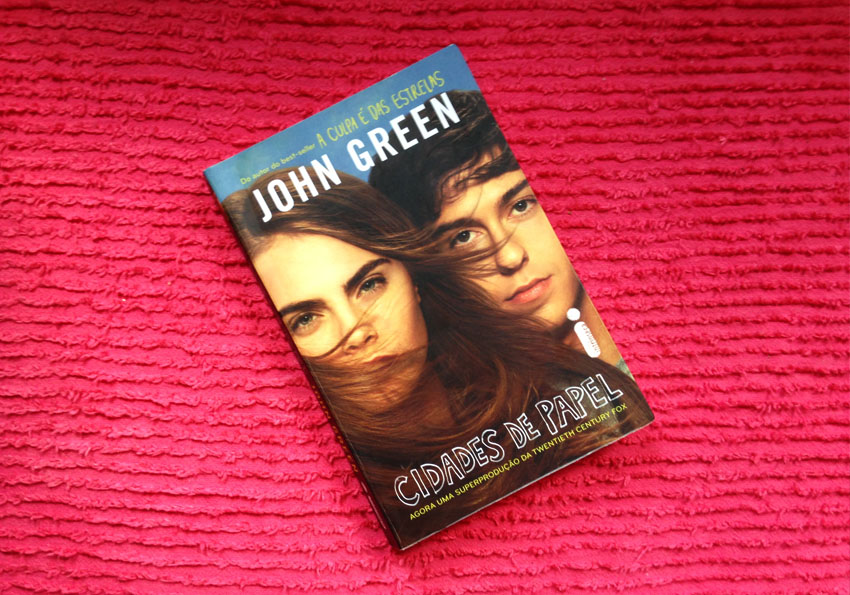 Do autor do best-seller A CULPA É DAS ESTRELAS
JOHN GREEN
CIDADES DE PAPEL
AGORA UMA SUPERPRODUÇÃO DA TWENTIETH CENTURY FOX